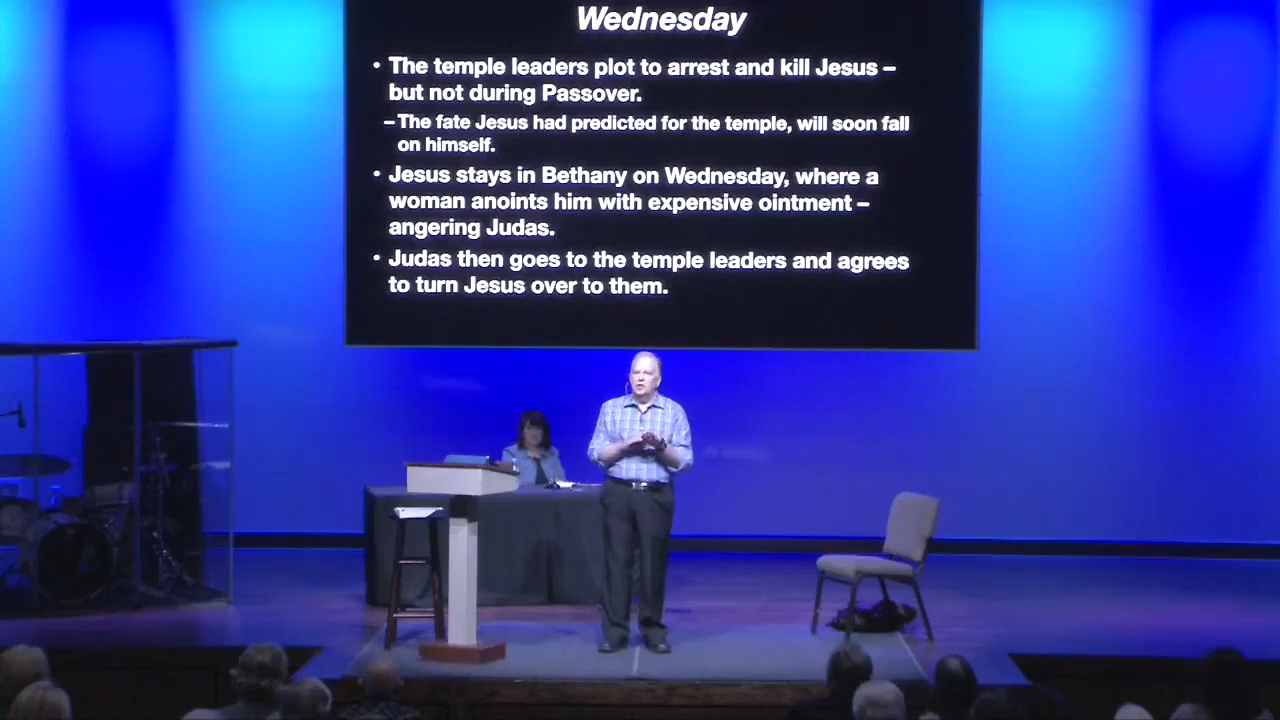 Wednesday
• The temple leaders plot to arrest and kill Jesus –
but not during Passover.
– The fate Jesus had predicted for the temple, will soon fall
on himself.
• Jesus stays in Bethany on Wednesday, where a
woman anoints him with expensive ointment –
angering Judas.
• Judas then goes to the temple leaders and agrees
to turn Jesus over to them.